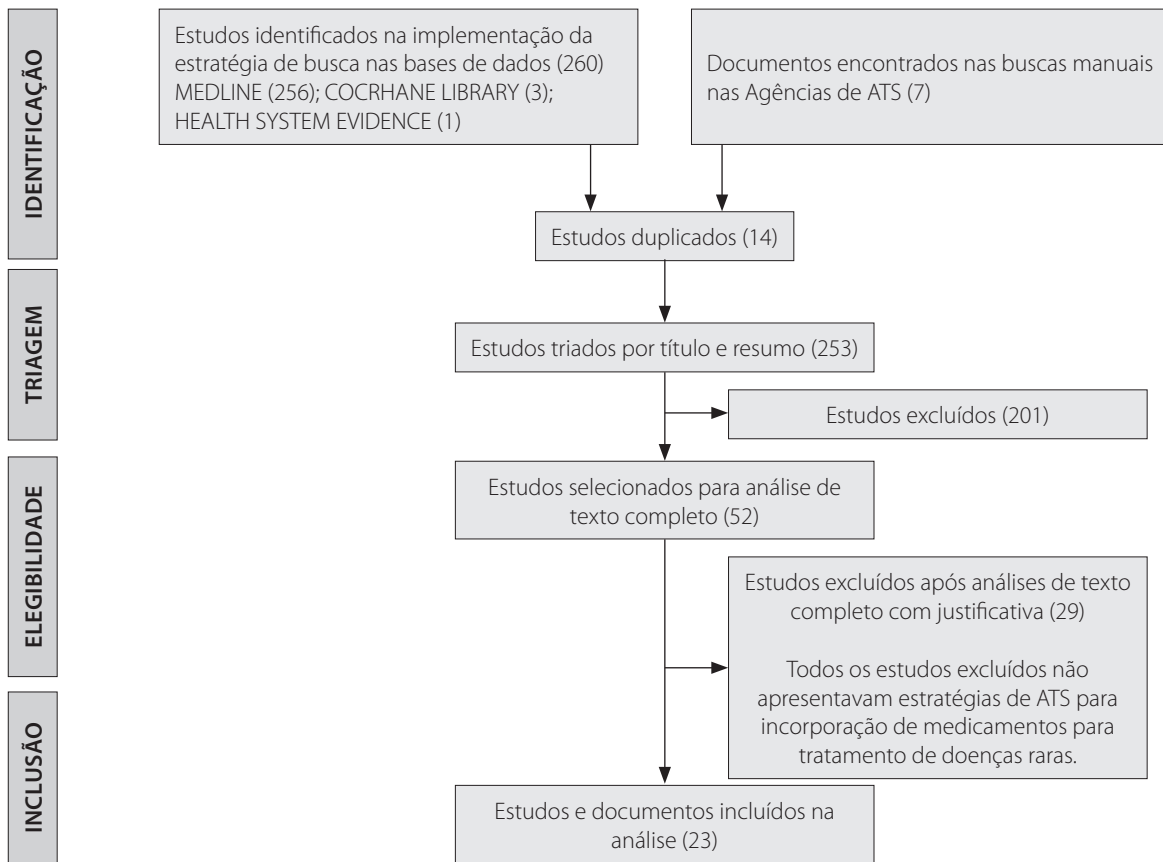 IDENTIFICAÇÃO
Estudos identificados na implementação da
estratégia de busca nas bases de dados (260)
MEDLINE (256); COCRHANE LIBRARY (3);
HEALTH SYSTEM EVIDENCE (1)
Documentos encontrados nas buscas manuais
nas Agências de ATS (7)
Estudos duplicados (14)
TRIAGEM
Estudos triados por título e resumo (253)
Estudos excluídos (201)
ELEGIBILIDADE
Estudos selecionados para análise de
texto completo (52)
Estudos excluídos após análises de texto
completo com justificativa (29)
Todos os estudos excluídos não
apresentavam estratégias de ATS para
incorporação de medicamentos para
tratamento de doenças raras.
INCLUSÃO
Estudos e documentos incluídos na
análise (23)